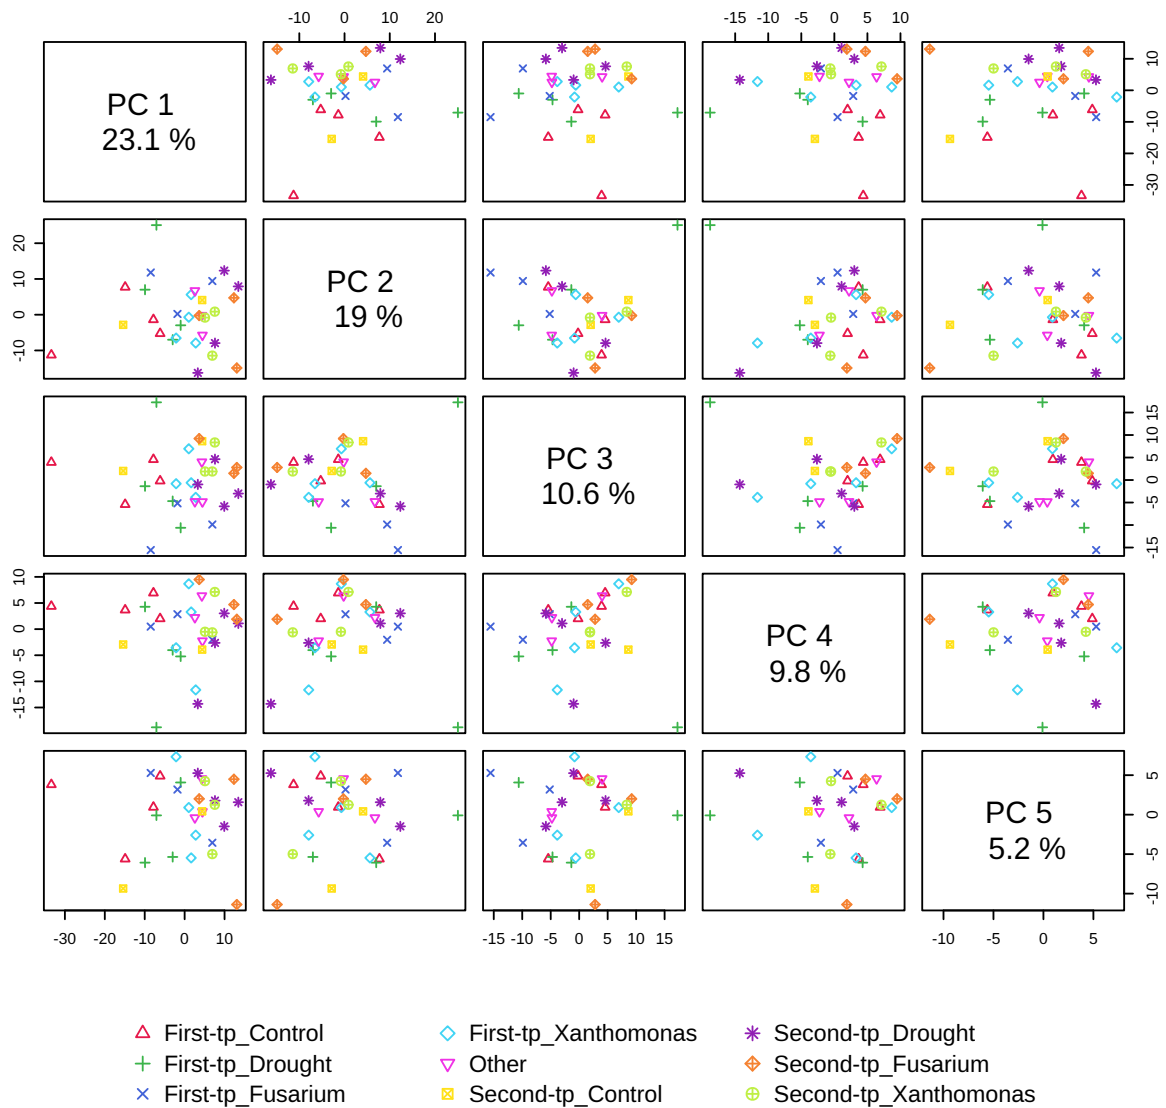 -10 0 10 20
-15 -5 0 5 10
PC 1
23.1 %
-30 -20 -10 0 10
-10 0 10 20
PC 2
19 %
PC 3
10.6 %
-15 -5 0 5 10 15
-15 -10 -5 0 5 10
PC 4
9.8 %
PC 5
5.2 %
-10 -5 0 5
-30 -20 -10 0 10
-15 -10 -5 0 5 10 15
-10 -5 0 5
First-tp_Control
First-tp_Drought
First-tp_Fusarium
First-tp_Xanthomonas
Other
Second-tp_Control
Second-tp_Drought
Second-tp_Fusarium
Second-tp_Xanthomonas